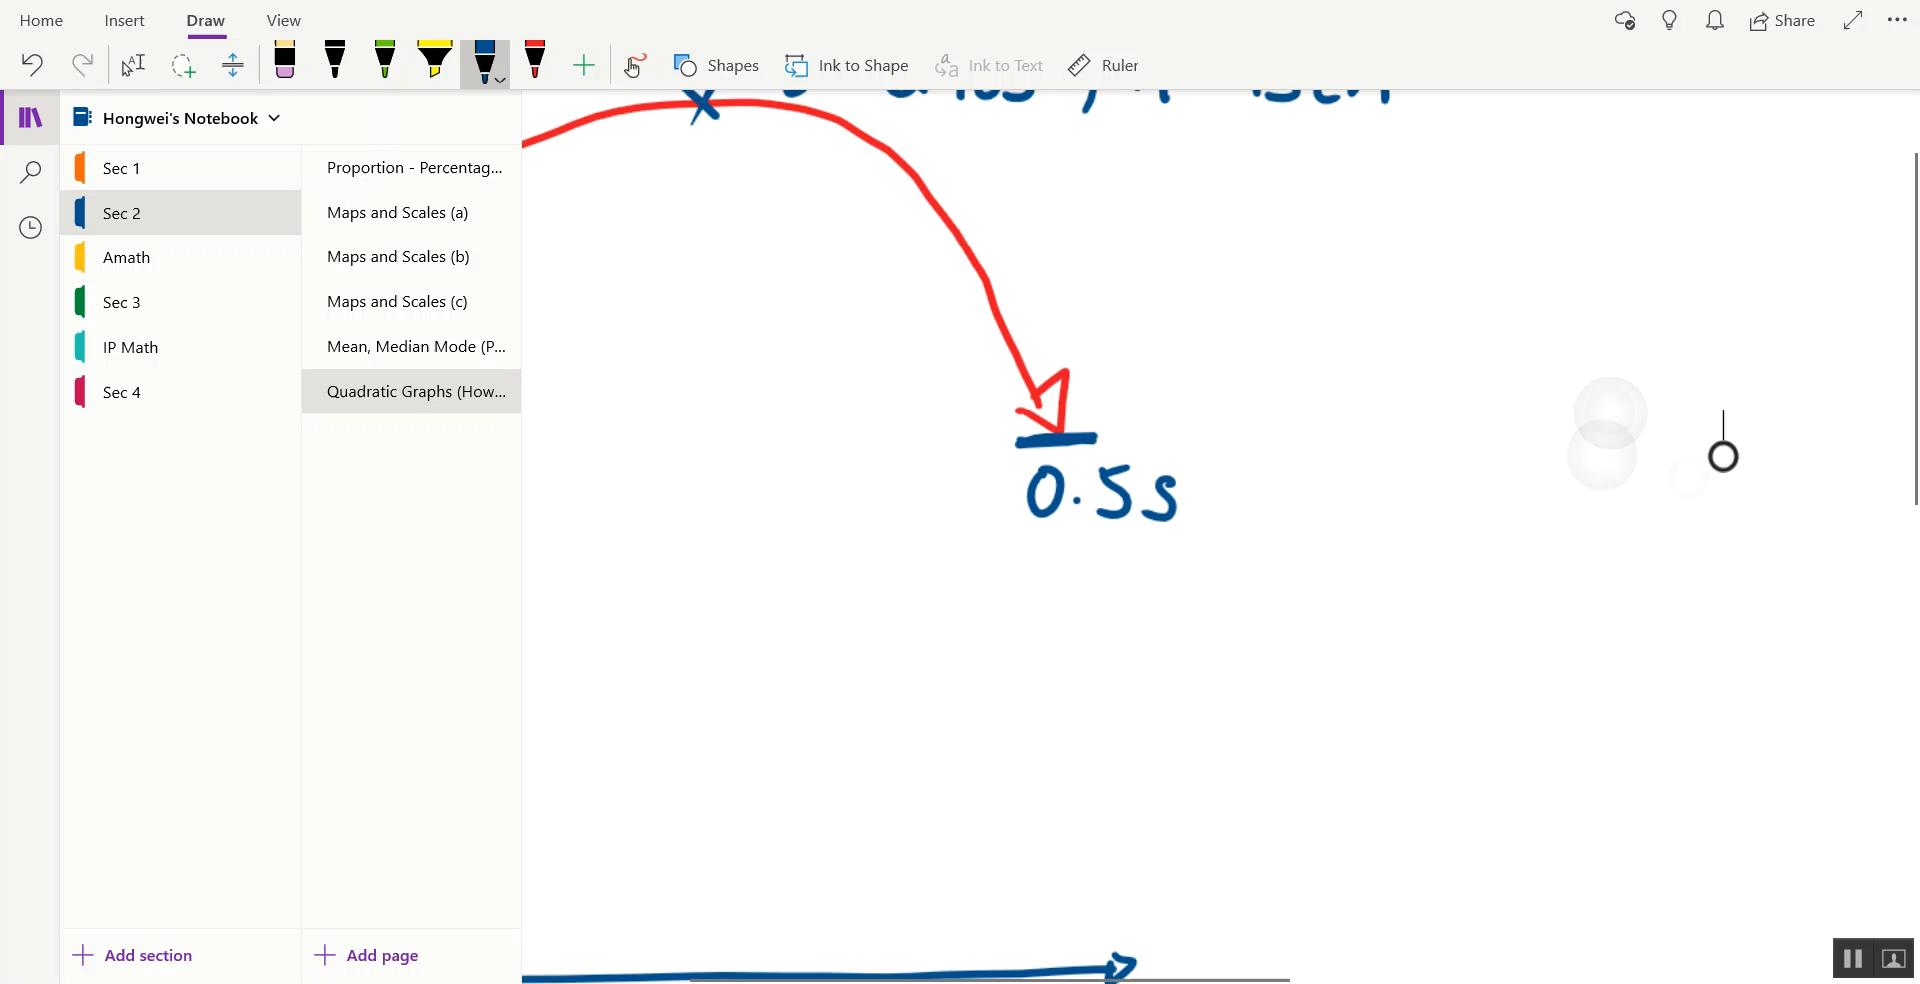 Home Insert Draw View
Share
Shapes Ink to Shape Ink to Text Ruler
Hongwei's Notebook
Sec 1
Sec 2
Amath
Sec 3
IP Math
Sec 4
Proportion - Percentag...
Maps and Scales (a)
Maps and Scales (b)
Maps and Scales (c)
Mean, Median Mode (P...
Quadratic Graphs (How...
0.5s
Add section
Add page